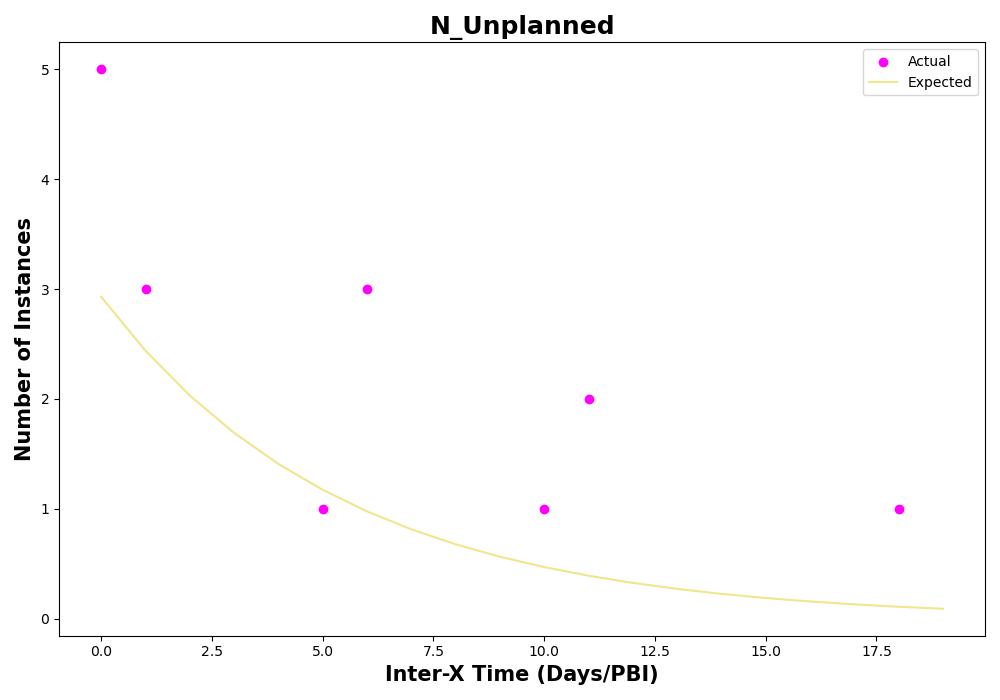 N_Unplanned
Actual
Expected
5
4
3
2
1
0
Number of Instances
0.0 2.5 5.0 7.5 10.0 12.5 15.0 17.5
Inter-X Time (Days/PBI)